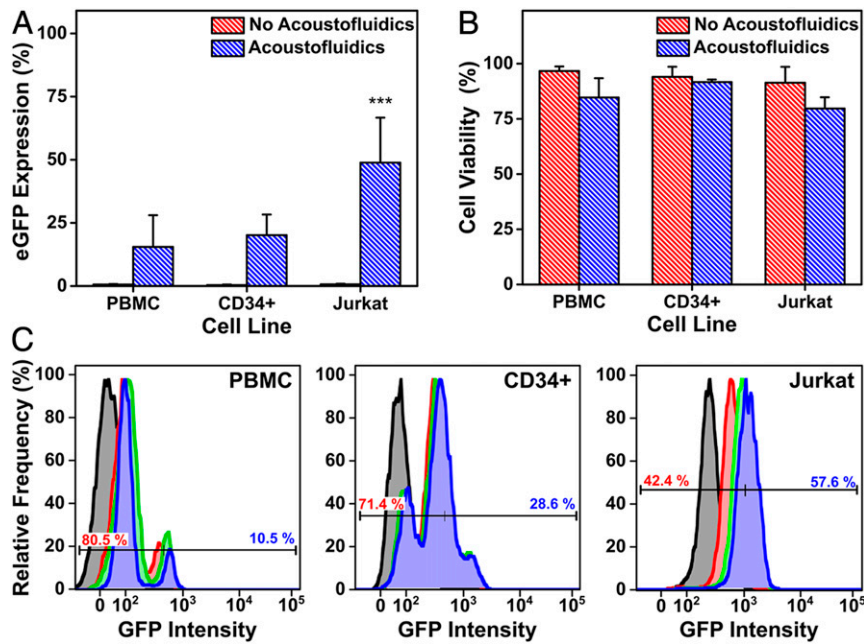 A
B
No Acoustofluidics
Acoustofluidics
No Acoustofluidics
Acoustofluidics
eGFP Expression (%)
100
75
50
25
0
***
PBMC CD34+ Jurkat
Cell Line
Cell Viability (%)
100
75
50
25
0
PBMC CD34+ Jurkat
Cell Line
C
Relative Frequency (%)
100
80
60
40
20
0
PBMC
80.5 % 10.5 %
0 10² 10³ 10⁴ 10⁵
GFP Intensity
100
80
60
40
20
0
CD34+
71.4 % 28.6 %
0 10² 10³ 10⁴ 10⁵
GFP Intensity
100
80
60
40
20
0
Jurkat
42.4 % 57.6 %
0 10² 10³ 10⁴ 10⁵
GFP Intensity